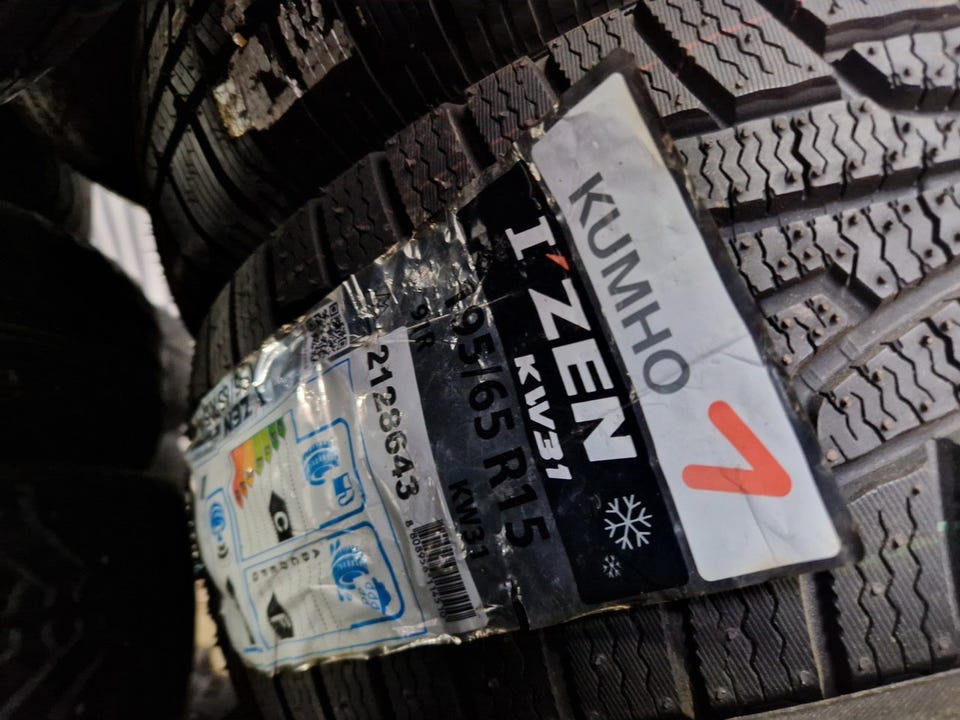 KUMHO
I'ZEN
KW31
195/65 R15
91R
KW31
2128643
C
F